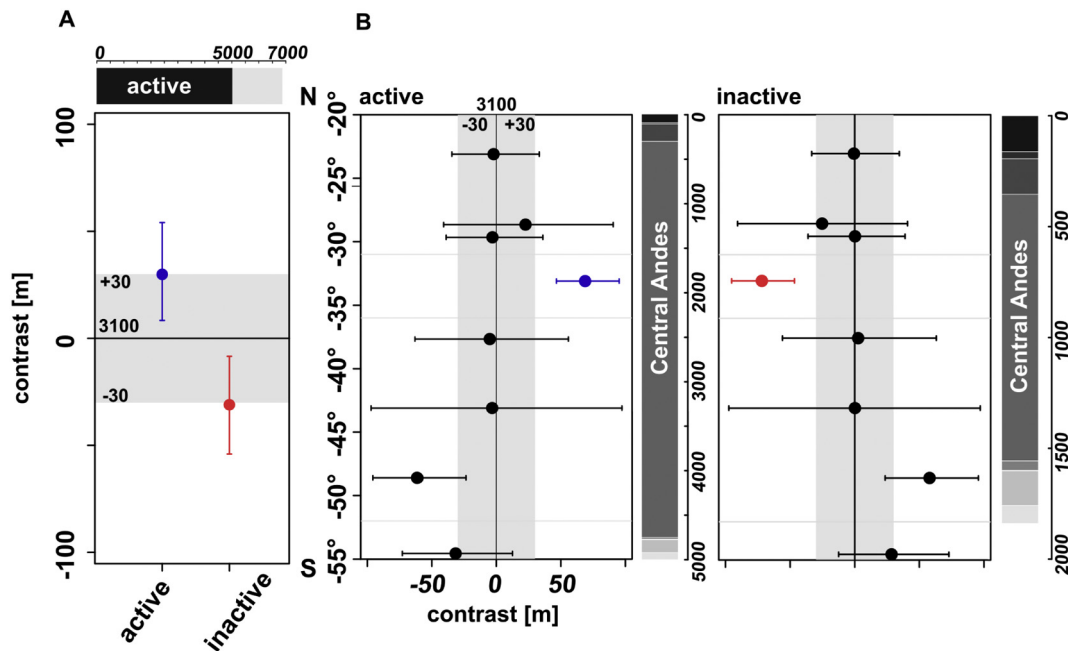 A
B
0 5000 7000
active
contrast [m]
100
0
-100
+30
3100
-30
active
inactive
N
S
active
3100
-30 +30
-20°
-25°
-30°
-35°
-40°
-45°
-50°
-55°
-50 0 50
contrast [m]
Central Andes
0
1000
2000
3000
4000
5000
inactive
Central Andes
0
500
1000
1500
2000